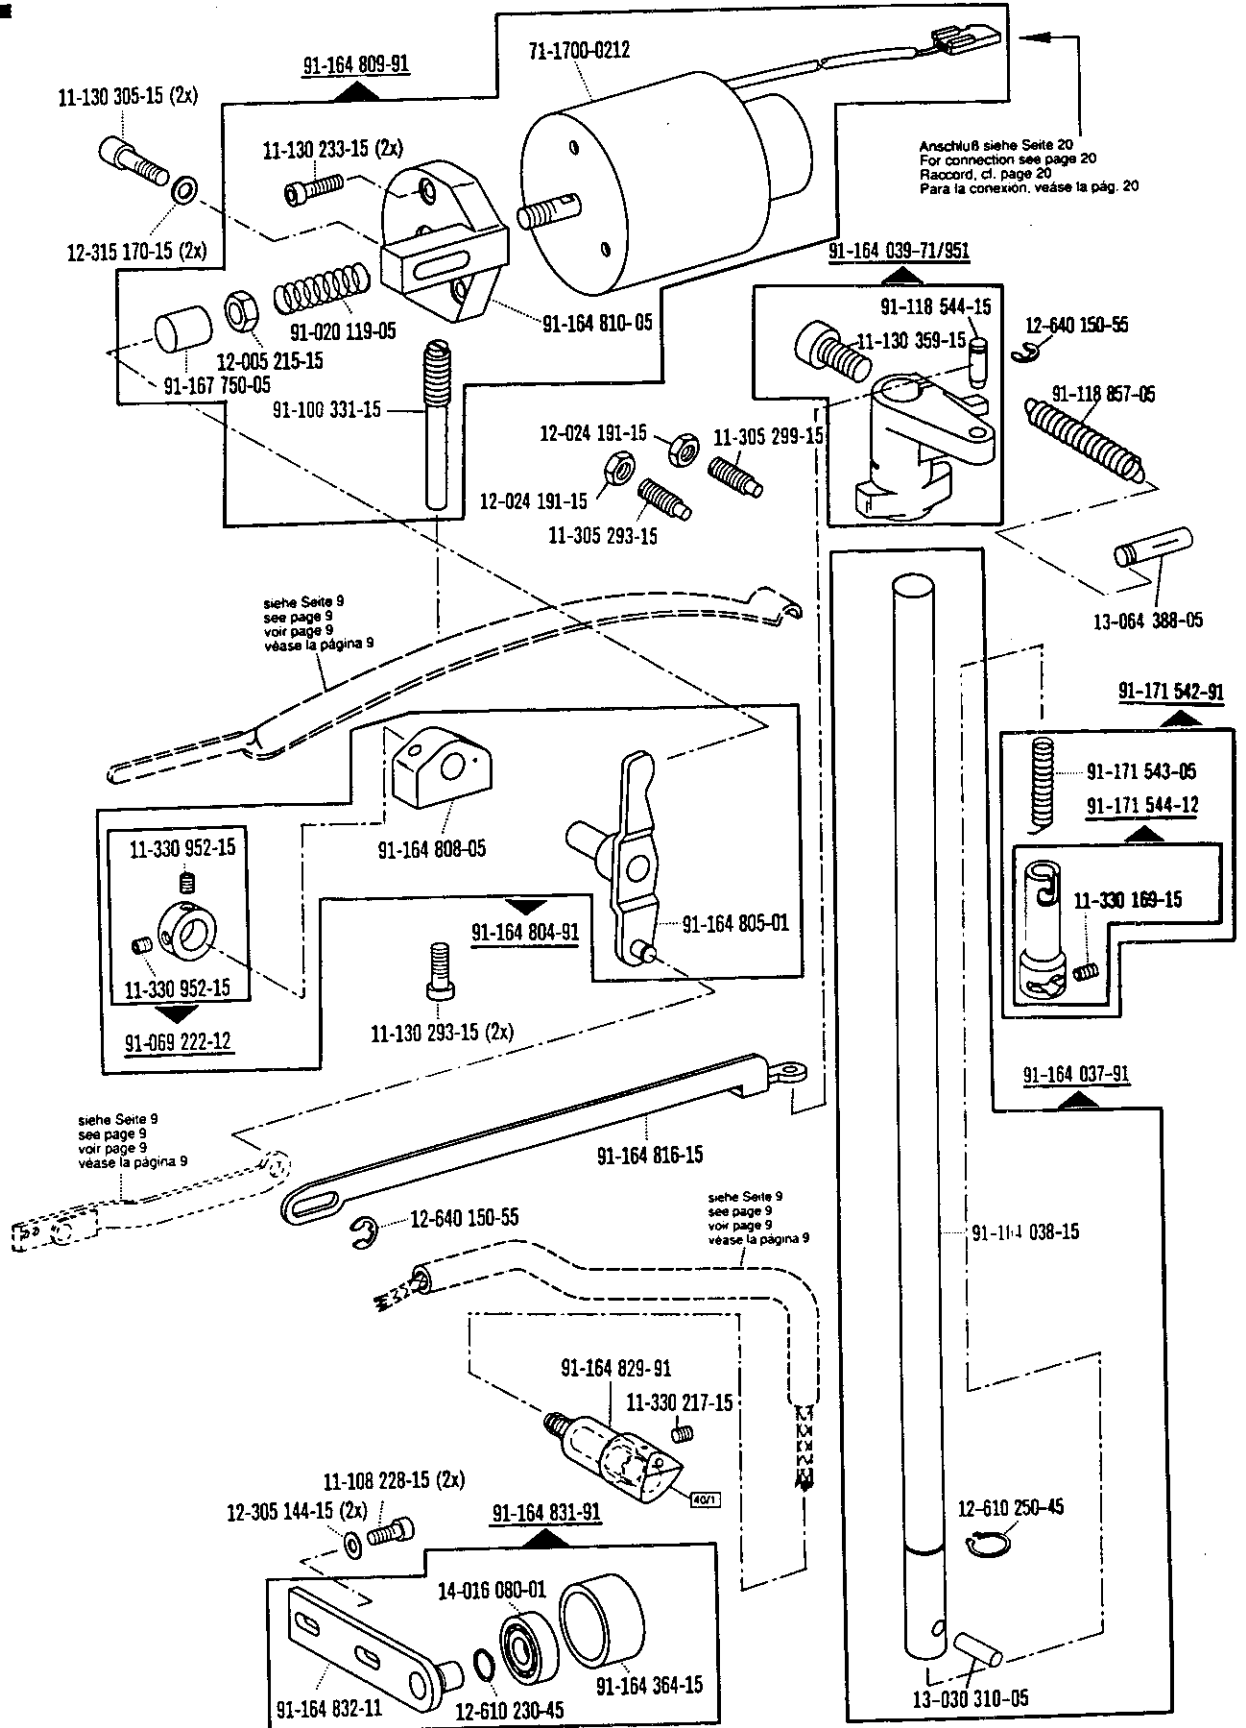 91-164 809-91
71-1700-0212
11-130 305-15 (2x)
11-130 233-15 (2x)
Anschluß siehe Seite 20
For connection see page 20
Raccord, cf. page 20
Para la conexión, veáse la pág. 20
12-315 170-15 (2x)
91-164 039-71/951
91-118 544-15
12-640 150-55
11-130 359-15
91-164 810-05
91-020 119-05
12-005 215-15
91-167 750-05
91-118 857-05
91-100 331-15
12-024 191-15
11-305 299-15
12-024 191-15
11-305 293-15
13-064 388-05
siehe Seite 9
see page 9
voir page 9
véase la página 9
91-171 542-91
91-171 543-05
91-171 544-12
11-330 952-15
91-164 808-05
11-330 169-15
91-164 804-91
91-164 805-01
11-330 952-15
91-069 222-12
11-130 293-15 (2x)
91-164 037-91
siehe Seite 9
see page 9
voir page 9
véase la página 9
91-164 816-15
12-640 150-55
siehe Seite 9
see page 9
voir page 9
véase la página 9
038-15
91-164 829-91
11-330 217-15
40/1
11-108 228-15 (2x)
12-305 144-15 (2x)
91-164 831-91
12-610 250-45
14-016 080-01
91-164 364-15
91-164 832-11
12-610 230-45
13-030 310-05